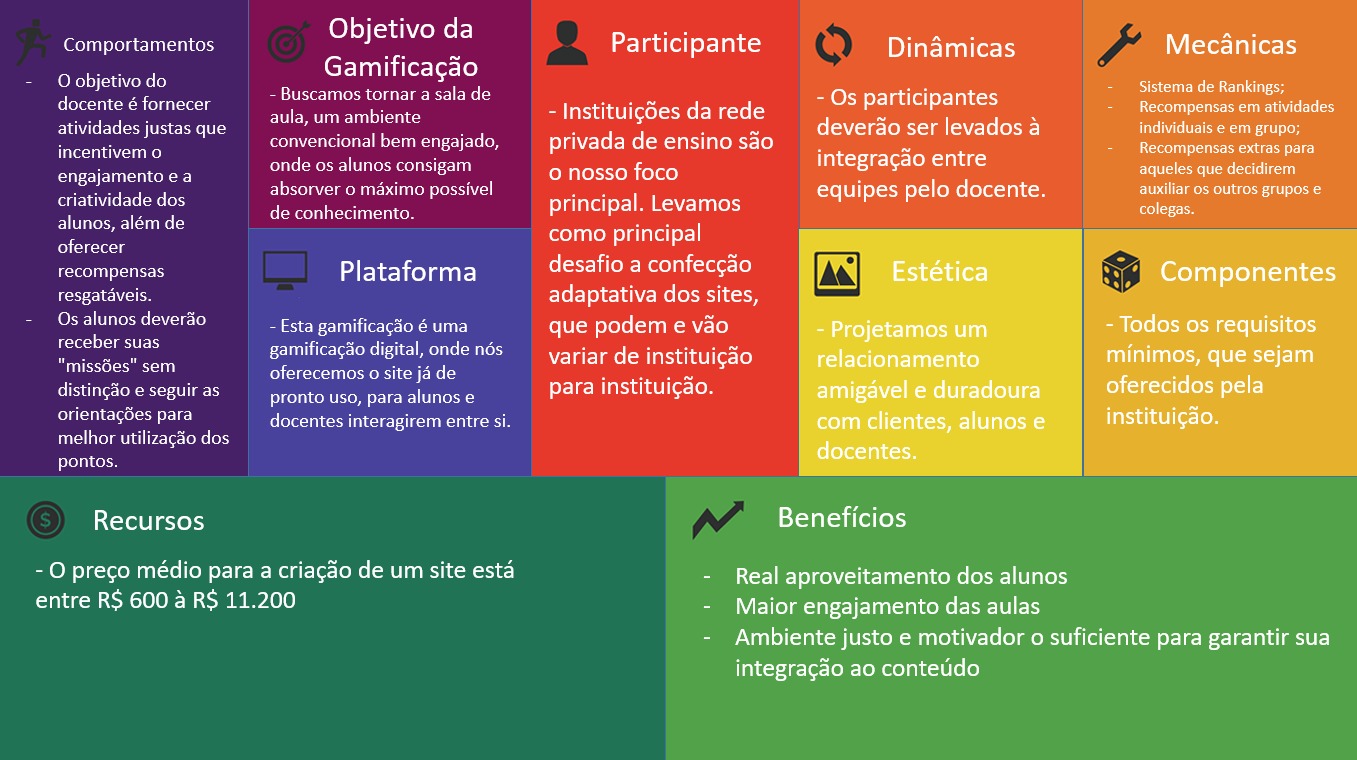 Comportamentos
- O objetivo do
docente é fornecer
atividades justas que
incentivem o
engajamento e a
criatividade dos
alunos, além de
oferecer
recompensas
resgatáveis.
- Os alunos deverão
receber suas
"missões" sem
distinção e seguir as
orientações para
melhor utilização dos
pontos.
Objetivo da
Gamificação
- Buscamos tornar a sala de
aula, um ambiente
convencional bem engajado,
onde os alunos consigam
absorver o máximo possível
de conhecimento.
Plataforma
- Esta gamificação é uma
gamificação digital, onde nós
oferecemos o site já de
pronto uso, para alunos e
docentes interagirem entre si.
Participante
- Instituições da rede
privada de ensino são
o nosso foco
principal. Levamos
como principal
desafio a confecção
adaptativa dos sites,
que podem e vão
variar de instituição
para instituição.
Dinâmicas
- Os participantes
deverão ser levados à
integração entre
equipes pelo docente.
Estética
- Projetamos um
relacionamento
amigável e duradoura
com clientes, alunos e
docentes.
Mecânicas
- Sistema de Rankings;
- Recompensas em atividades
individuais e em grupo;
- Recompensas extras para
aqueles que decidirem
auxiliar os outros grupos e
colegas.
Componentes
- Todos os requisitos
mínimos, que sejam
oferecidos pela
instituição.
$ Recursos
- O preço médio para a criação de um site está
entre R$ 600 à R$ 11.200
Benefícios
- Real aproveitamento dos alunos
- Maior engajamento das aulas
- Ambiente justo e motivador o suficiente para garantir sua
integração ao conteúdo